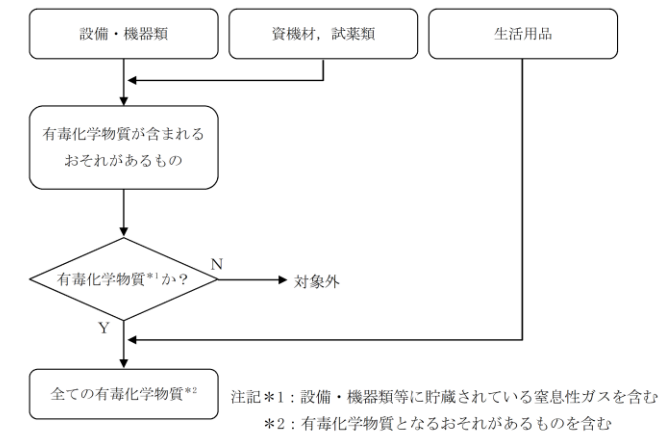 設備・機器類
資機材，試薬類
生活用品
有毒化学物質が含まれる
おそれがあるもの
有毒化学物質*1か？
N
対象外
Y
全ての有毒化学物質*2
注記＊1：設備・機器類等に貯蔵されている窒息性ガスを含む
＊2：有毒化学物質となるおそれがあるものを含む